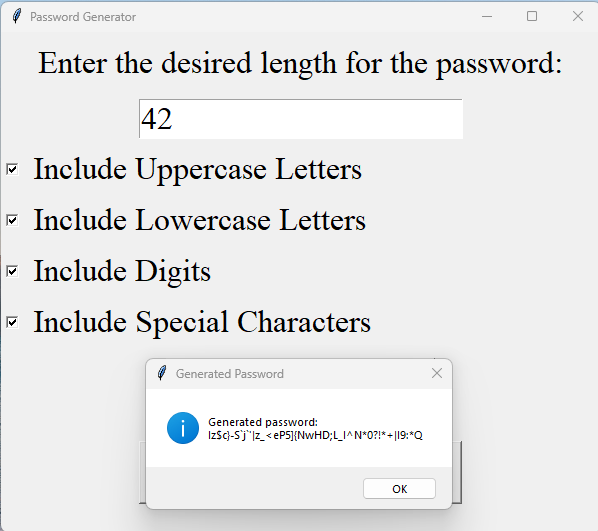 Password Generator
Enter the desired length for the password:
42
Include Uppercase Letters
Include Lowercase Letters
Include Digits
Include Special Characters
Generated Password
Generated password:
Iz$c}-S`j`'|z_<eP5]{NwHD;L_I^N*0?!*+|I9:*Q
OK